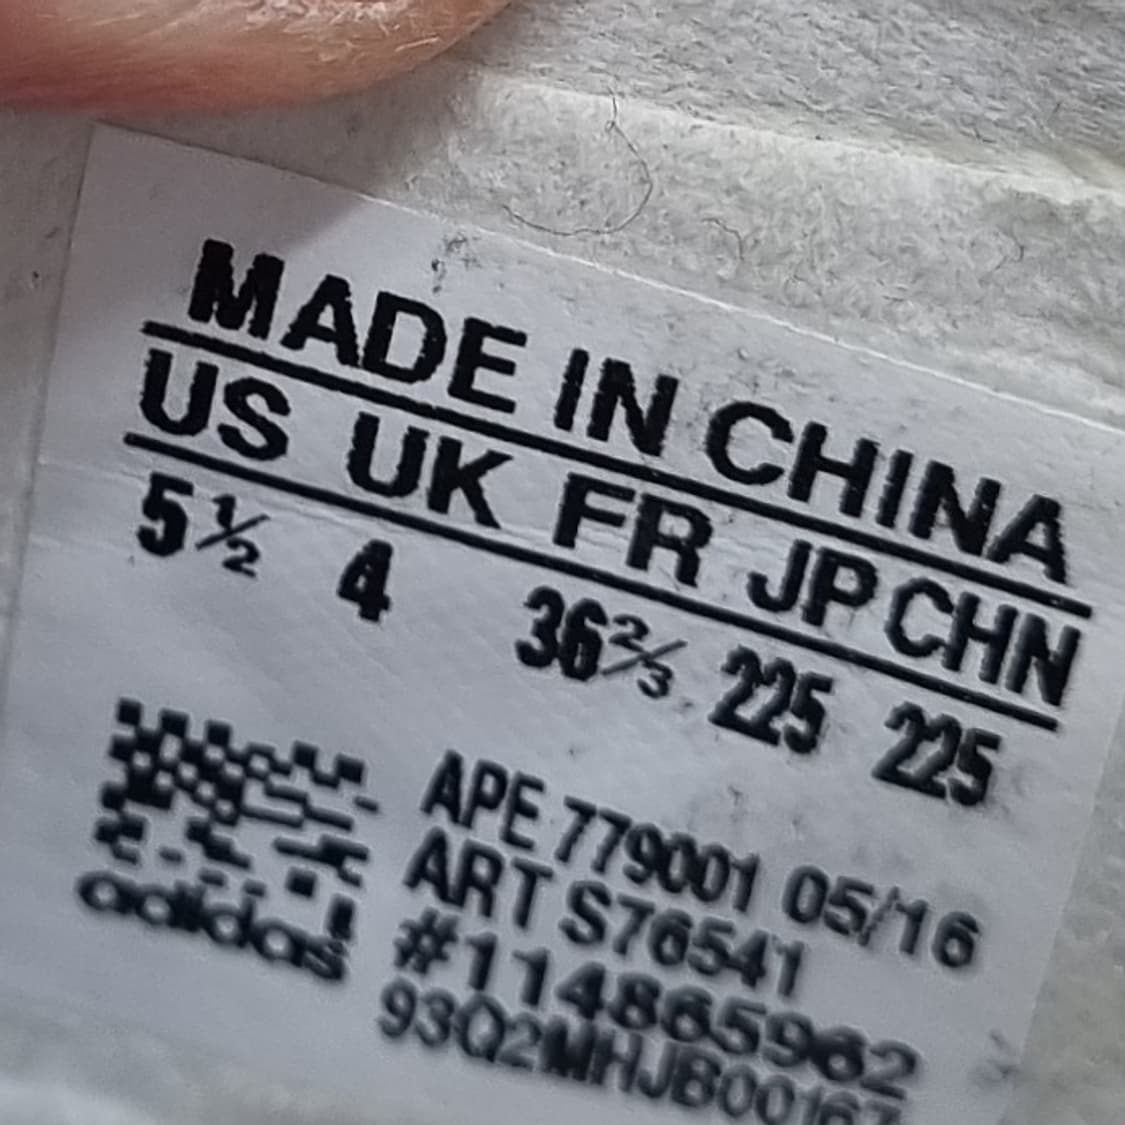 MADE IN CHINA
US UK FR JP CHN
5½ 4 36⅔ 225 225
APE 779001 05/16
ART S76541
#114865962
93Q2MHJB00167
adidas